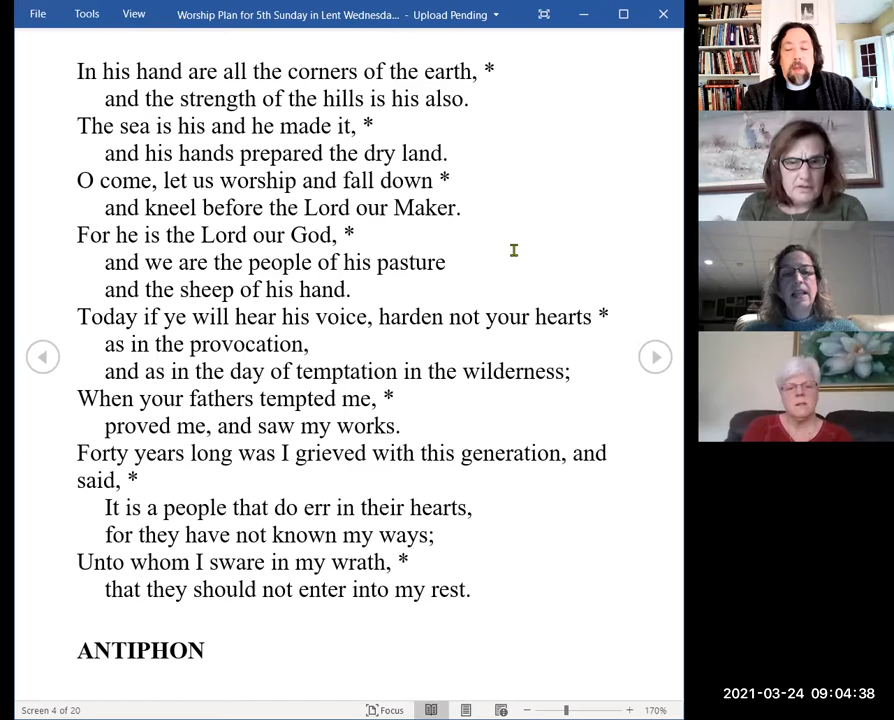 File Tools View Worship Plan for 5th Sunday in Lent Wednesda... - Upload Pending
In his hand are all the corners of the earth, *
and the strength of the hills is his also.
The sea is his and he made it, *
and his hands prepared the dry land.
O come, let us worship and fall down *
and kneel before the Lord our Maker.
For he is the Lord our God, *
and we are the people of his pasture
and the sheep of his hand.
Today if ye will hear his voice, harden not your hearts *
as in the provocation,
and as in the day of temptation in the wilderness;
When your fathers tempted me, *
proved me, and saw my works.
Forty years long was I grieved with this generation, and
said, *
It is a people that do err in their hearts,
for they have not known my ways;
Unto whom I sware in my wrath, *
that they should not enter into my rest.
ANTIPHON
2021-03-24 09:04:38
Screen 4 of 20 Focus 170%